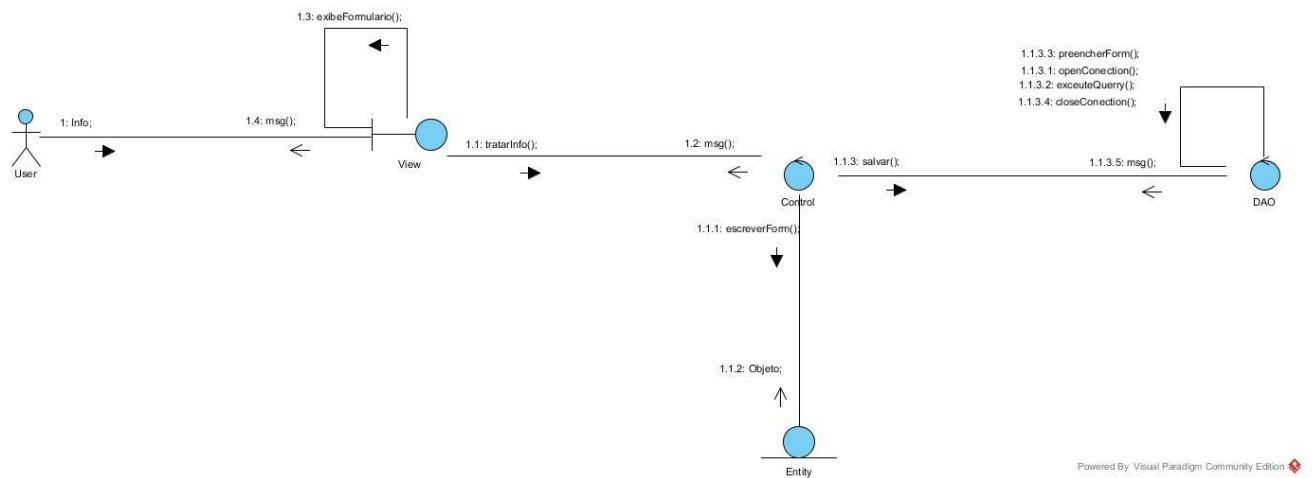 1.3: exibeFormulario();
1.1.3.3: preencherForm();
1.1.3.1: openConection();
1.1.3.2: exceuteQuerry();
1.1.3.4: closeConection();
1: Info;
1.4: msg();
User
View
1.1: tratarInfo();
1.2: msg();
Control
1.1.3: salvar();
1.1.3.5: msg();
DAO
1.1.1: escreverForm();
1.1.2: Objeto;
Entity
Powered By Visual Paradigm Community Edition